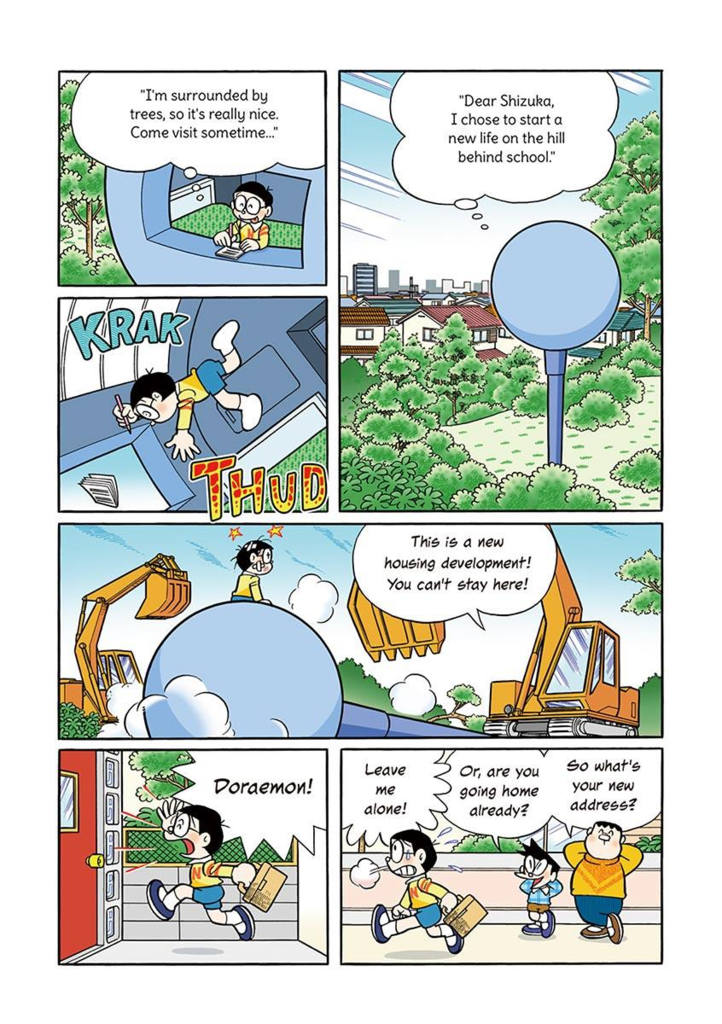 "Dear Shizuka,
I chose to start a
new life on the hill
behind school."
"I'm surrounded by
trees, so it's really nice.
Come visit sometime..."
KRAK
THUD
This is a new
housing development!
You can't stay here!
So what's
your new
address?
Or, are you
going home
already?
Leave
me
alone!
Doraemon!